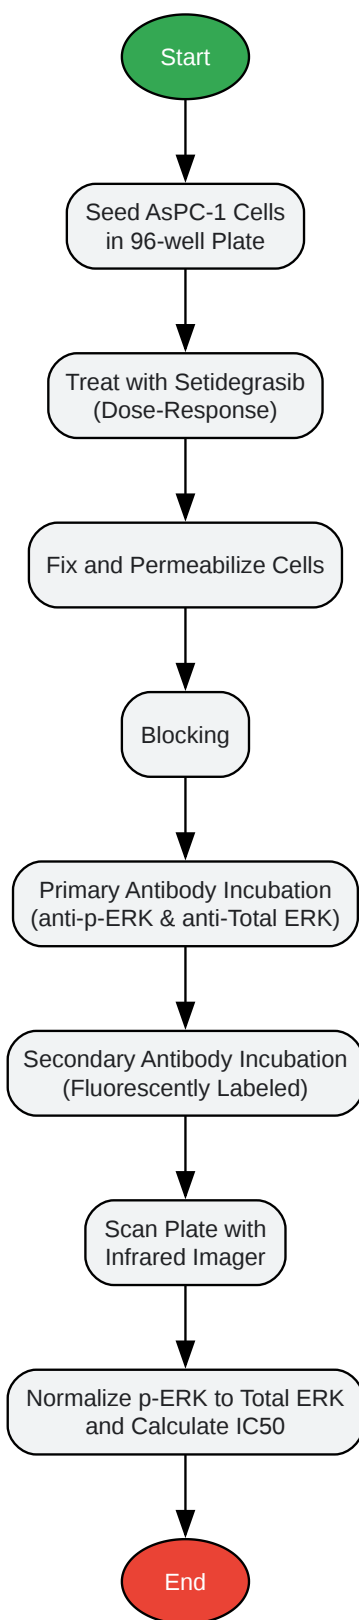 Start
Seed AsPC-1 Cells
in 96-well Plate
Treat with Setidegrasib
(Dose-Response)
Fix and Permeabilize Cells
Blocking
Primary Antibody Incubation
(anti-p-ERK & anti-Total ERK)
Secondary Antibody Incubation
(Fluorescently Labeled)
Scan Plate with
Infrared Imager
Normalize p-ERK to Total ERK
and Calculate IC50
End